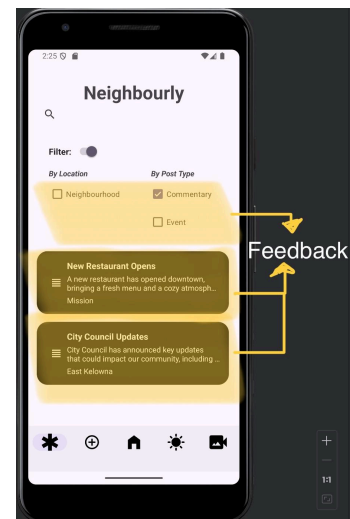 2:25
Neighbourly
Filter:
By Location
By Post Type
Neighbourhood
Commentary
Event
Feedback
New Restaurant Opens
A new restaurant has opened downtown,
bringing a fresh menu and a cozy atmosph...
Mission
City Council Updates
City Council has announced key updates
that could impact our community, including ...
East Kelowna
1:1